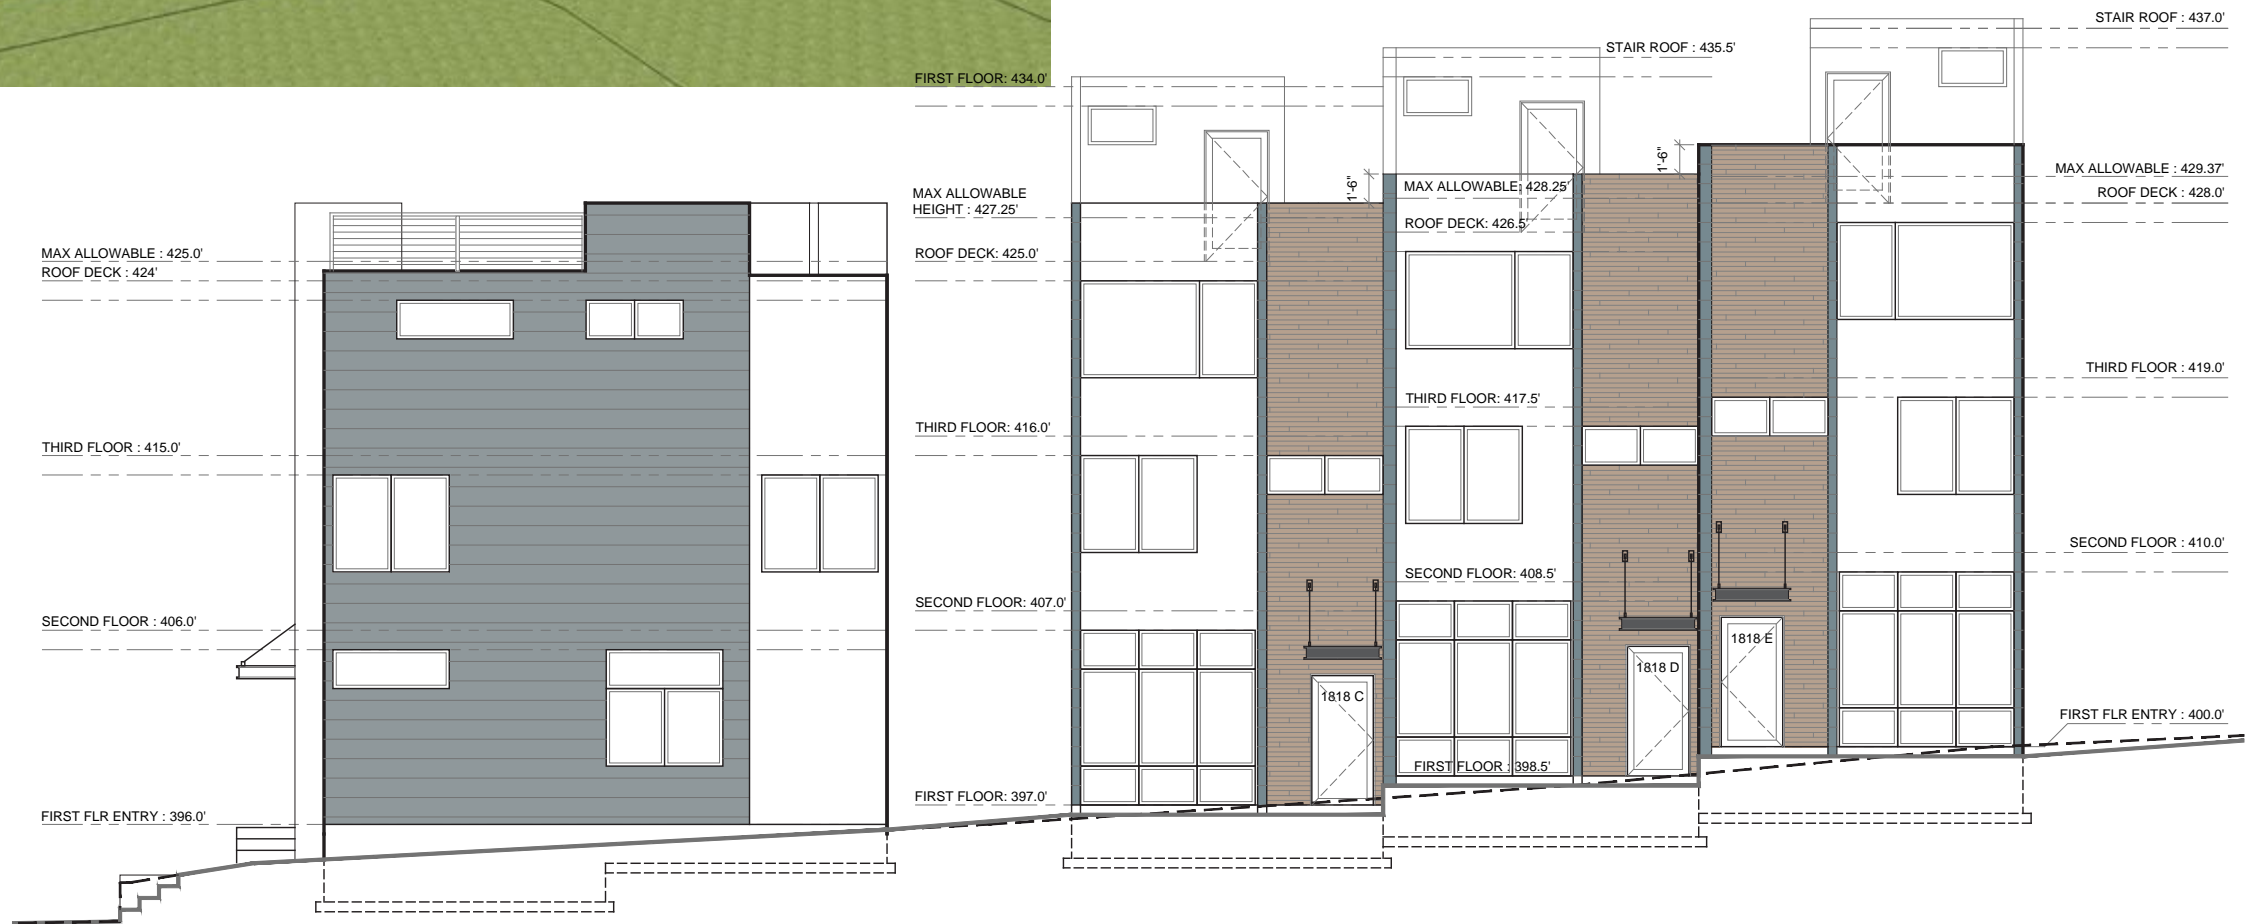 STAIR ROOF : 437.0'
STAIR ROOF : 435.5'
FIRST FLOOR: 434.0'
1'-6"
1'-6"
MAX ALLOWABLE : 429.37'
MAX ALLOWABLE: 428.25'
ROOF DECK : 428.0'
MAX ALLOWABLE
HEIGHT : 427.25'
ROOF DECK: 426.5'
MAX ALLOWABLE : 425.0'
ROOF DECK: 425.0'
ROOF DECK : 424'
THIRD FLOOR : 419.0'
THIRD FLOOR: 417.5'
THIRD FLOOR: 416.0'
THIRD FLOOR : 415.0'
SECOND FLOOR : 410.0'
SECOND FLOOR: 408.5'
SECOND FLOOR: 407.0'
SECOND FLOOR : 406.0'
1818 E
1818 D
1818 C
FIRST FLR ENTRY : 400.0'
FIRST FLOOR : 398.5'
FIRST FLOOR: 397.0'
FIRST FLR ENTRY : 396.0'